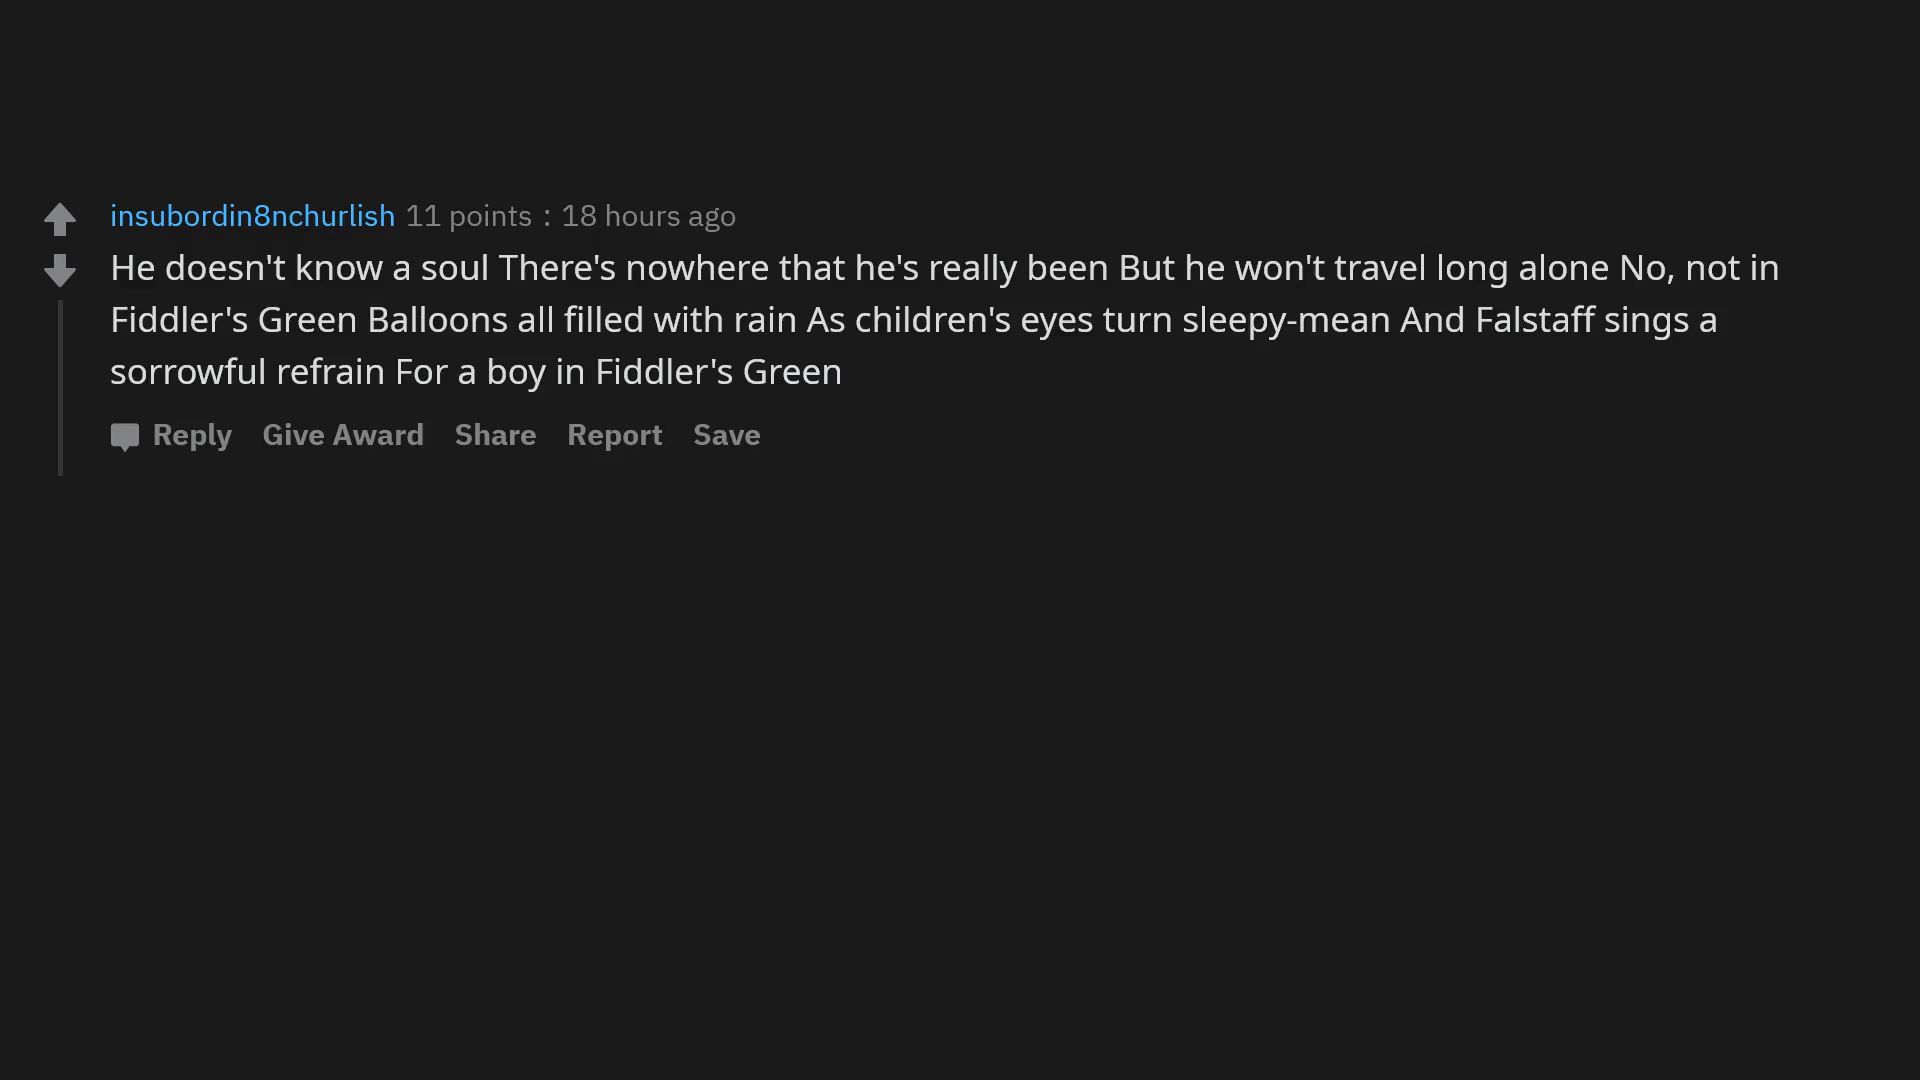 insubordin8nchurlish 11 points : 18 hours ago
He doesn't know a soul There's nowhere that he's really been But he won't travel long alone No, not in
Fiddler's Green Balloons all filled with rain As children's eyes turn sleepy-mean And Falstaff sings a
sorrowful refrain For a boy in Fiddler's Green
Reply Give Award Share Report Save